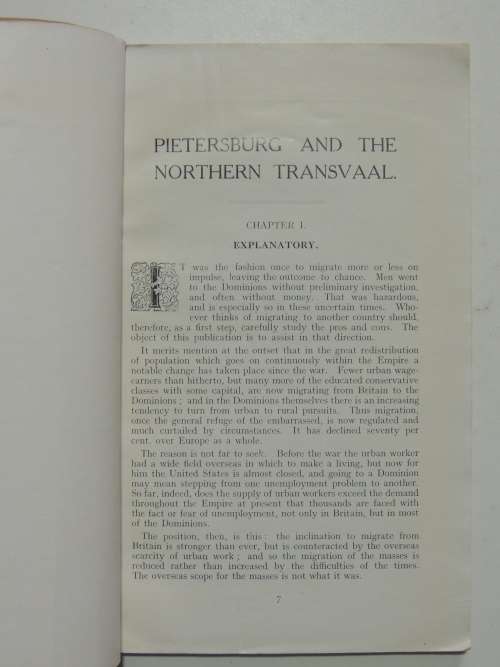 PIETERSBURG AND THE
NORTHERN TRANSVAAL.
CHAPTER I.
EXPLANATORY.
IT was the fashion once to migrate more or less on
impulse, leaving the outcome to chance. Men went
to the Dominions without preliminary investigation,
and often without money. That was hazardous,
and is especially so in these uncertain times. Who-
ever thinks of migrating to another country should,
therefore, as a first step, carefully study the pros and cons. The
object of this publication is to assist in that direction.
It merits mention at the outset that in the great redistribution
of population which goes on continuously within the Empire a
notable change has taken place since the war. Fewer urban wage-
earners than hitherto, but many more of the educated conservative
classes with some capital, are now migrating from Britain to the
Dominions; and in the Dominions themselves there is an increasing
tendency to turn from urban to rural pursuits. Thus migration,
once the general refuge of the embarrassed, is now regulated and
much curtailed by circumstances. It has declined seventy per
cent. over Europe as a whole.
The reason is not far to seek. Before the war the urban worker
had a wide field overseas in which to make a living, but now for
him the United States is almost closed, and going to a Dominion
may mean stepping from one unemployment problem to another.
So far, indeed, does the supply of urban workers exceed the demand
throughout the Empire at present that thousands are faced with
the fact or fear of unemployment, not only in Britain, but in most
of the Dominions.
The position, then, is this: the inclination to migrate from
Britain is stronger than ever, but is counteracted by the overseas
scarcity of urban work; and so the migration of the masses is
reduced rather than increased by the difficulties of the times.
The overseas scope for the masses is not what it was.
7